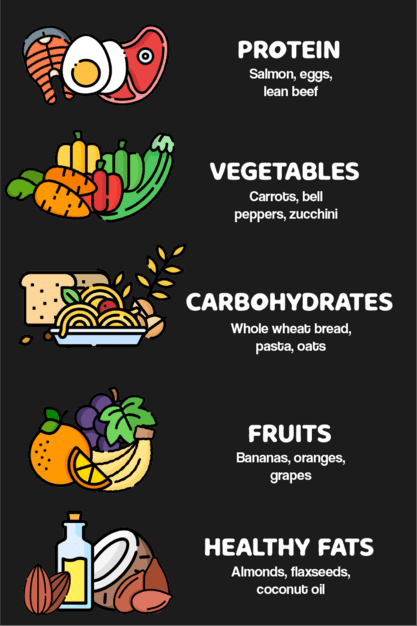 PROTEIN
Salmon, eggs,
lean beef
VEGETABLES
Carrots, bell
peppers, zucchini
CARBOHYDRATES
Whole wheat bread,
pasta, oats
FRUITS
Bananas, oranges,
grapes
HEALTHY FATS
Almonds, flaxseeds,
coconut oil